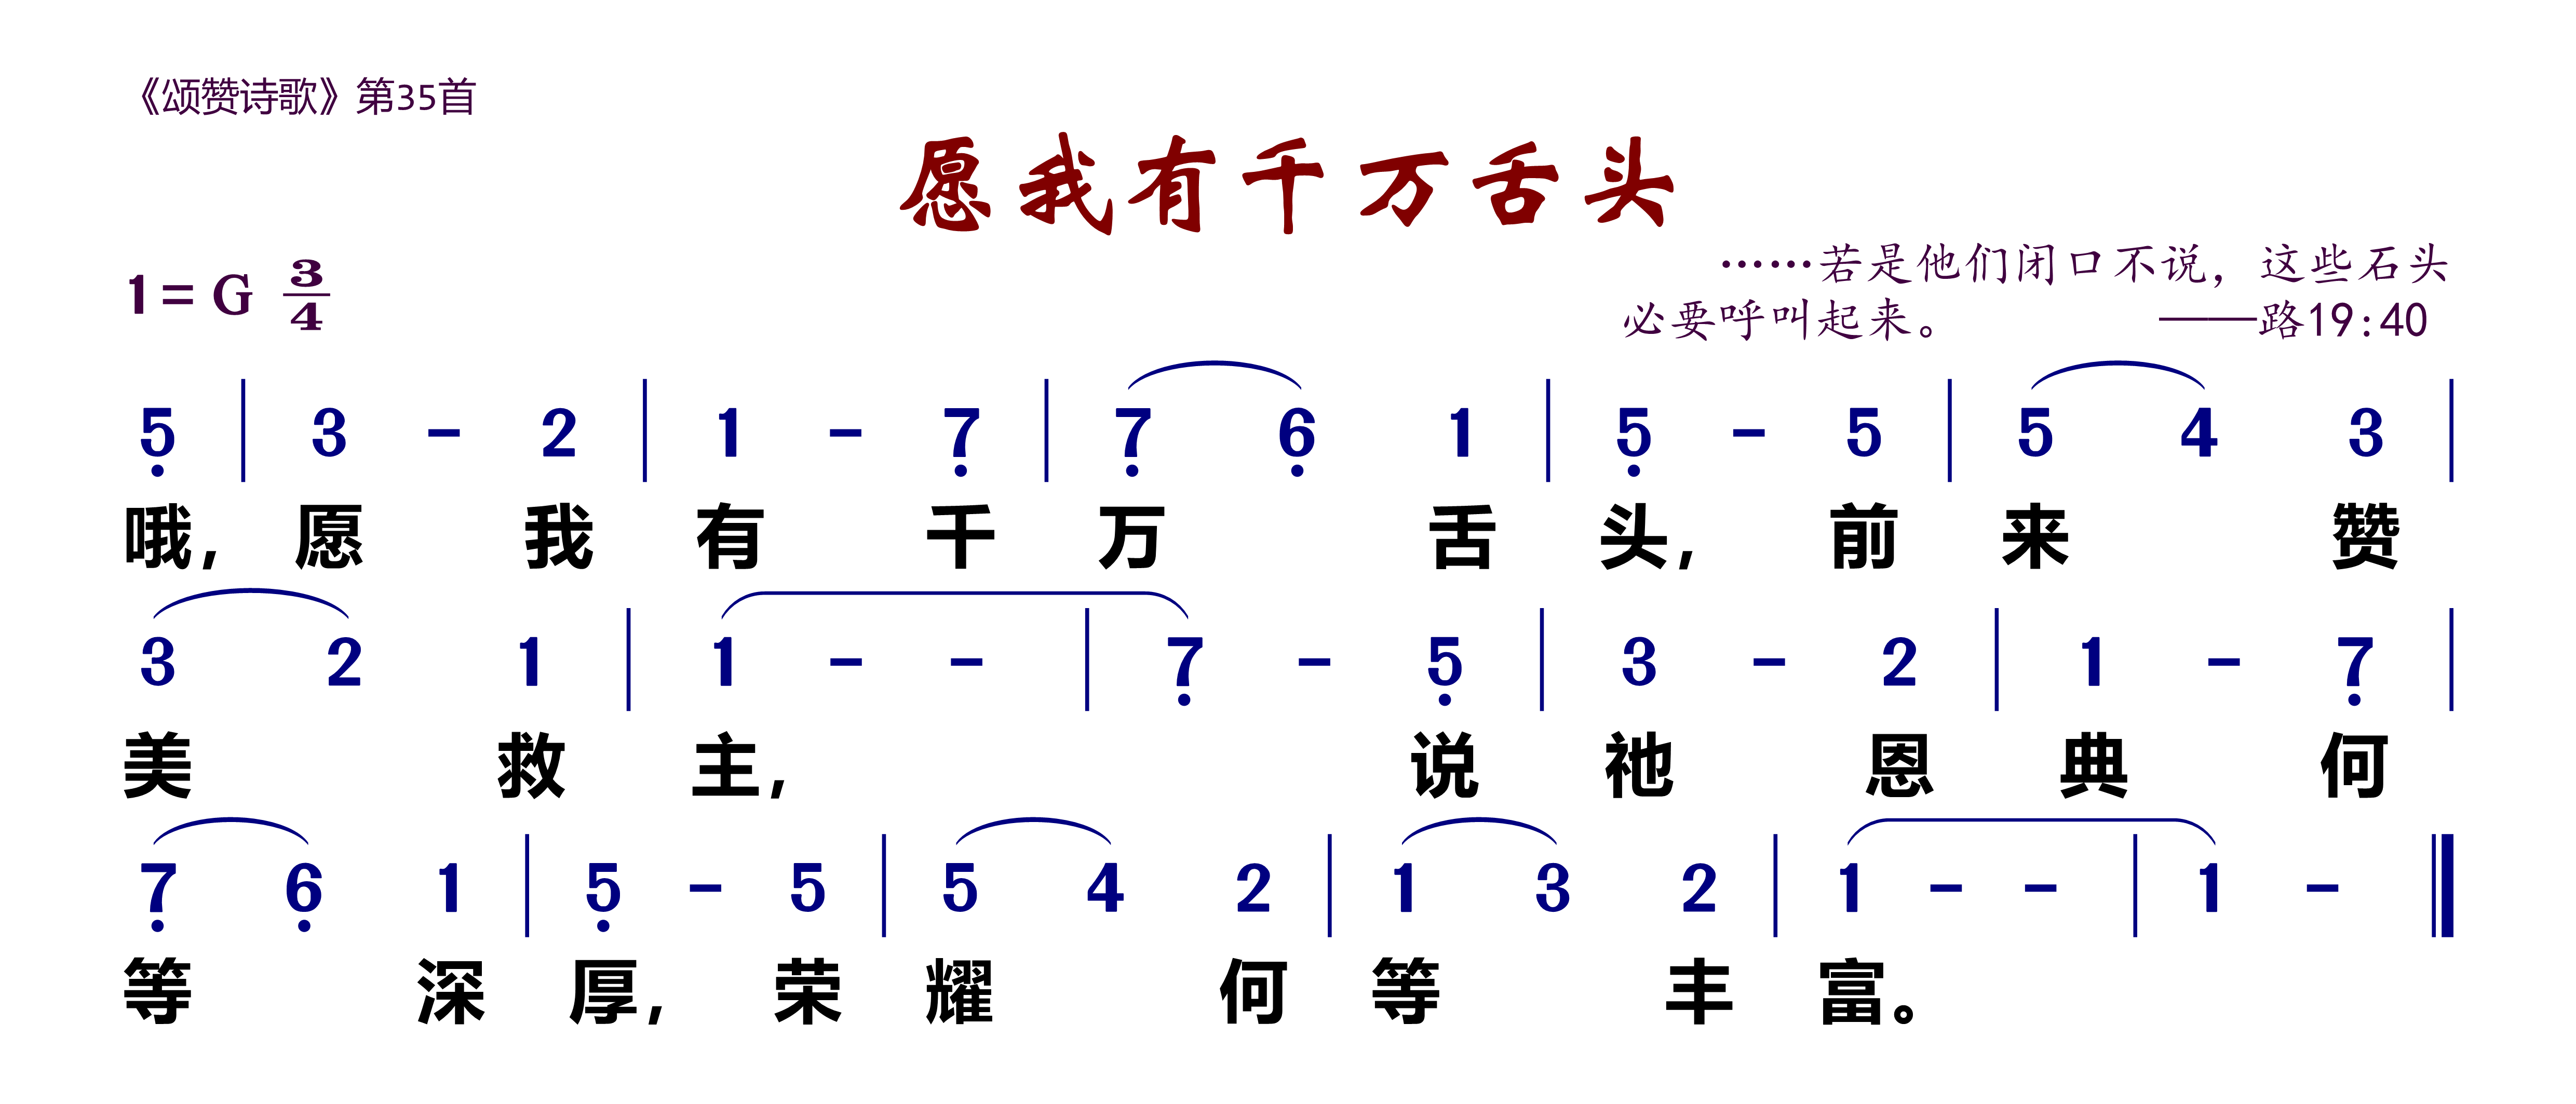 《颂赞诗歌》第35首
愿我有千万舌头
1= G 3/4
……若是他们闭口不说，这些石头
必要呼叫起来。 ——路19:40
5̣ | 3 - 2 | 1 - 7̣ | 7̣ 6̣ 1 | 5̣ - 5 | 5 4 3 |
哦，愿 我 有 千 万 舌 头， 前 来 赞
3 2 1 | 1 - - | 7̣ - 5̣ | 3 - 2 | 1 - 7̣ |
美 救 主， 说 祂 恩 典 何
7̣ 6̣ 1 | 5̣ - 5 | 5 4 2 | 1 3 2 | 1 - - | 1 - ‖
等 深 厚， 荣 耀 何 等 丰 富。